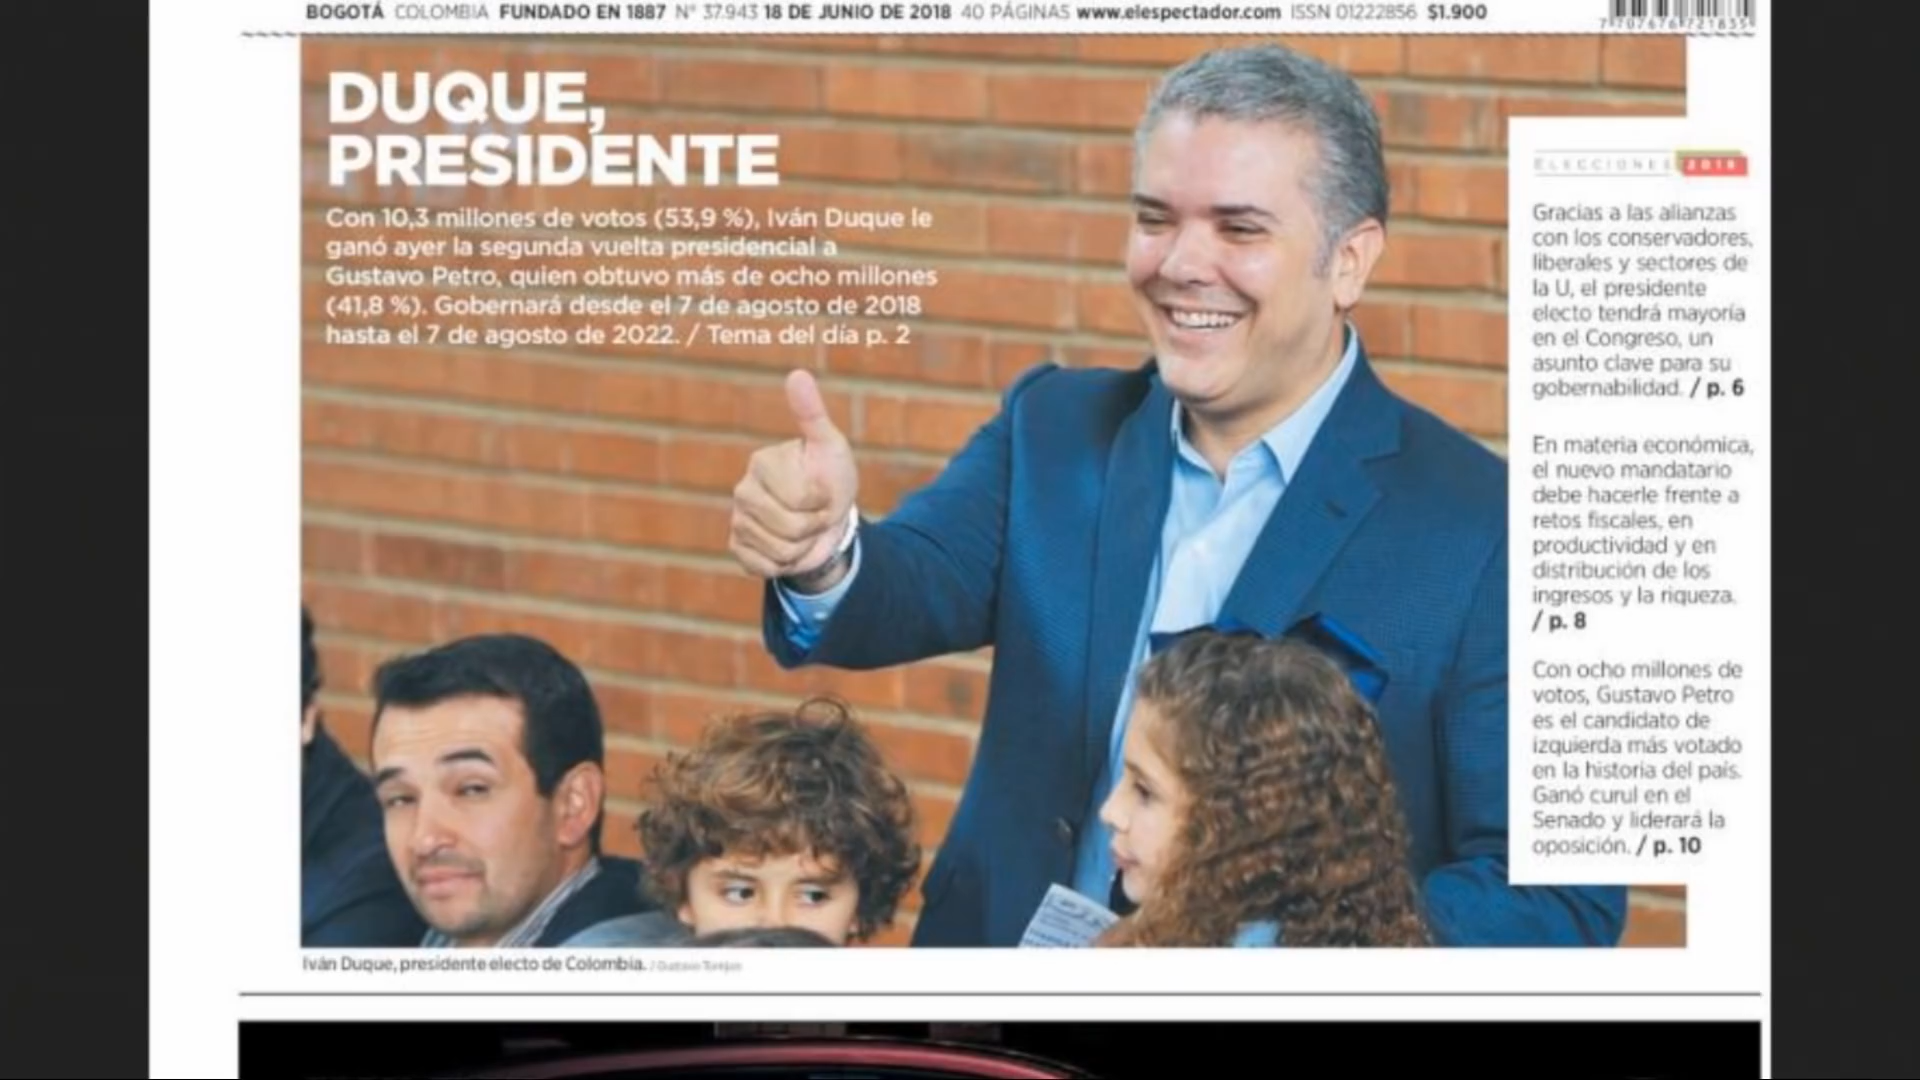 BOGOTÁ COLOMBIA FUNDADO EN 1887 N° 37.943 18 DE JUNIO DE 2018 40 PÁGINAS www.elespectador.com ISSN 01222856 $1.900
7 707676 721835
DUQUE,
PRESIDENTE
Con 10,3 millones de votos (53,9 %), Iván Duque le
ganó ayer la segunda vuelta presidencial a
Gustavo Petro, quien obtuvo más de ocho millones
(41,8 %). Gobernará desde el 7 de agosto de 2018
hasta el 7 de agosto de 2022. / Tema del día p. 2
ELECCIONES 2018
Gracias a las alianzas
con los conservadores,
liberales y sectores de
la U, el presidente
electo tendrá mayoría
en el Congreso, un
asunto clave para su
gobernabilidad. / p. 6
En materia económica,
el nuevo mandatario
debe hacerle frente a
retos fiscales, en
productividad y en
distribución de los
ingresos y la riqueza.
/ p. 8
Con ocho millones de
votos, Gustavo Petro
es el candidato de
izquierda más votado
en la historia del país.
Ganó curul en el
Senado y liderará la
oposición. / p. 10
Iván Duque, presidente electo de Colombia. / Gustavo Torrijos